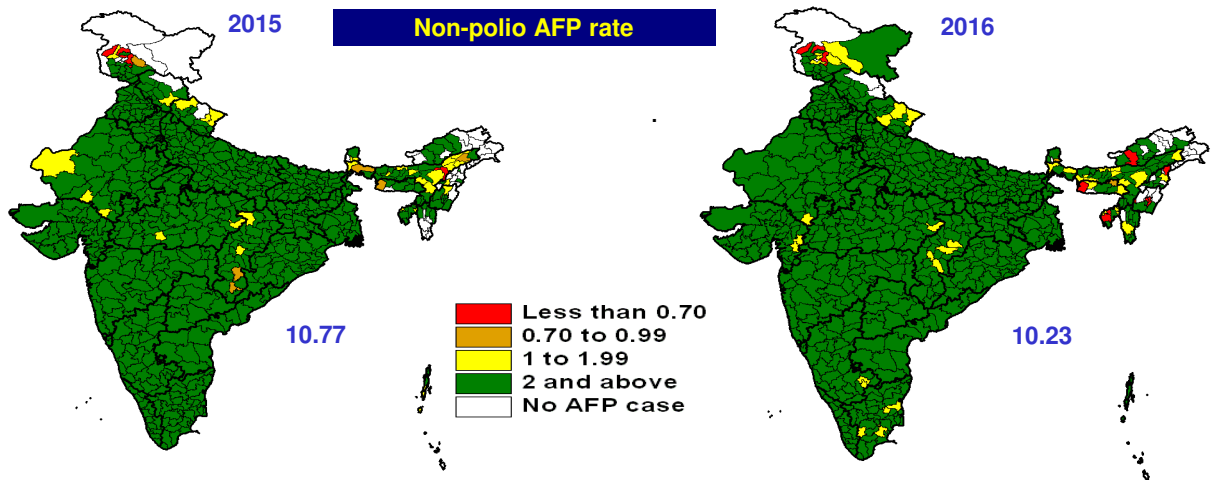 2015
Non-polio AFP rate
2016
10.77
Less than 0.70
0.70 to 0.99
1 to 1.99
2 and above
No AFP case
10.23